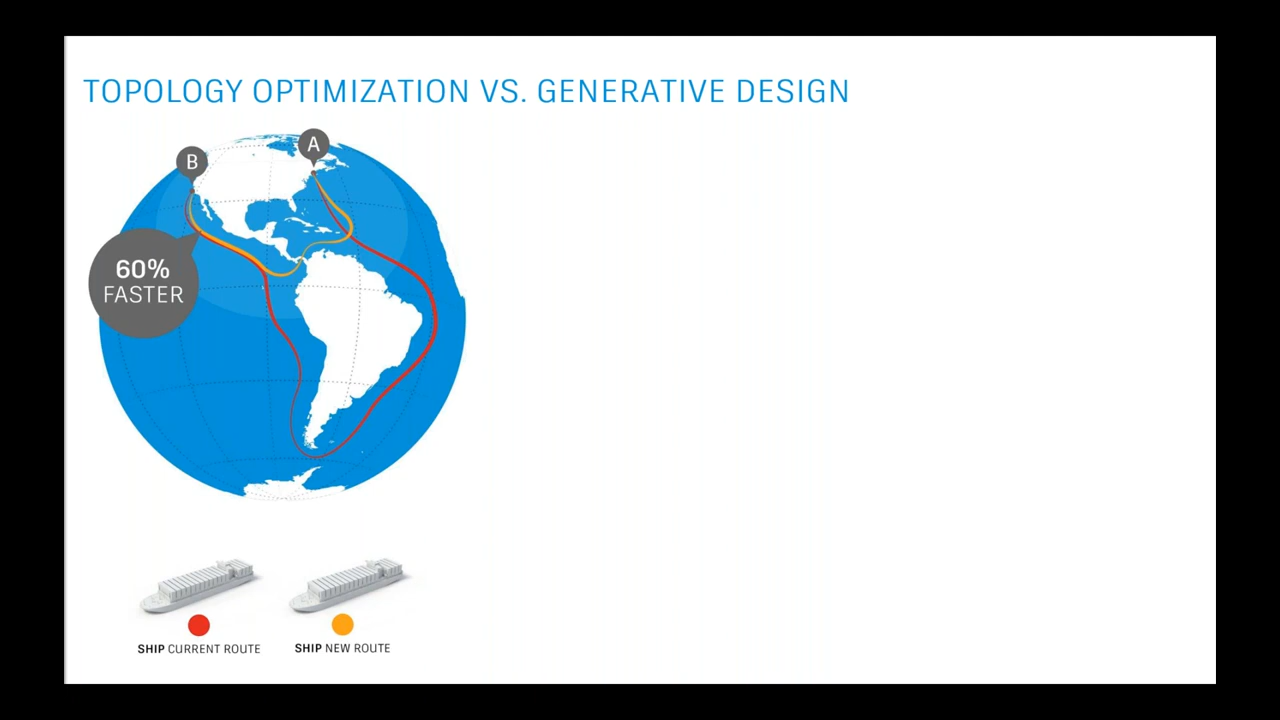 TOPOLOGY OPTIMIZATION VS. GENERATIVE DESIGN
A
B
60%
FASTER
SHIP CURRENT ROUTE
SHIP NEW ROUTE